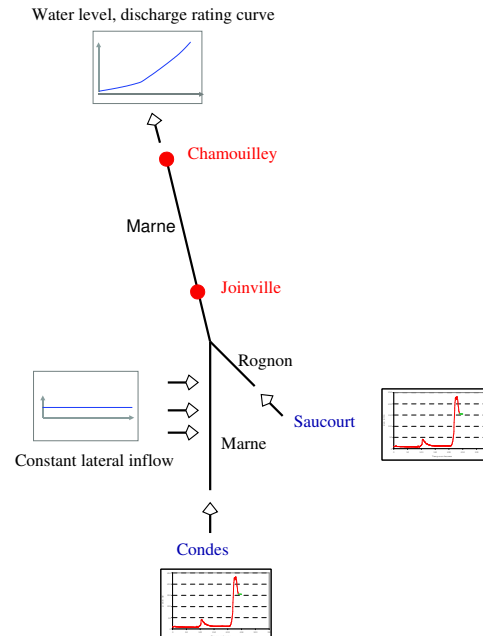 Water level, discharge rating curve
Chamouilley
Marne
Joinville
Rognon
Saucourt
Marne
Constant lateral inflow
Condes